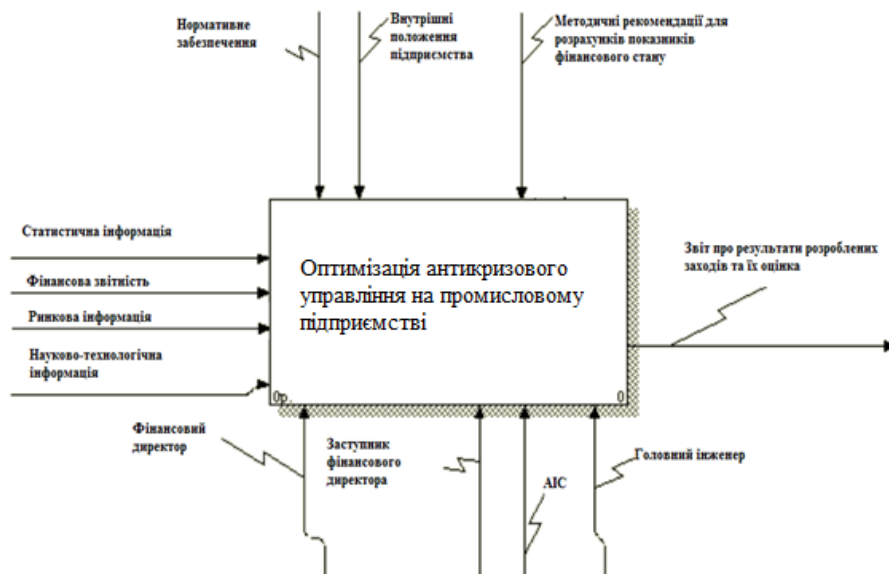 Нормативне
забезпечення
Внутрішні
положення
підприємства
Методичні рекомендації для
розрахунків показників
фінансового стану
Статистична інформація
Фінансова звітність
Ринкова інформація
Науково-технологічна
інформація
Оптимізація антикризового
управління на промисловому
підприємстві
0р.
0
Звіт про результати розроблених
заходів та їх оцінка
Фінансовий
директор
Заступник
фінансового
директора
АІС
Головний інженер